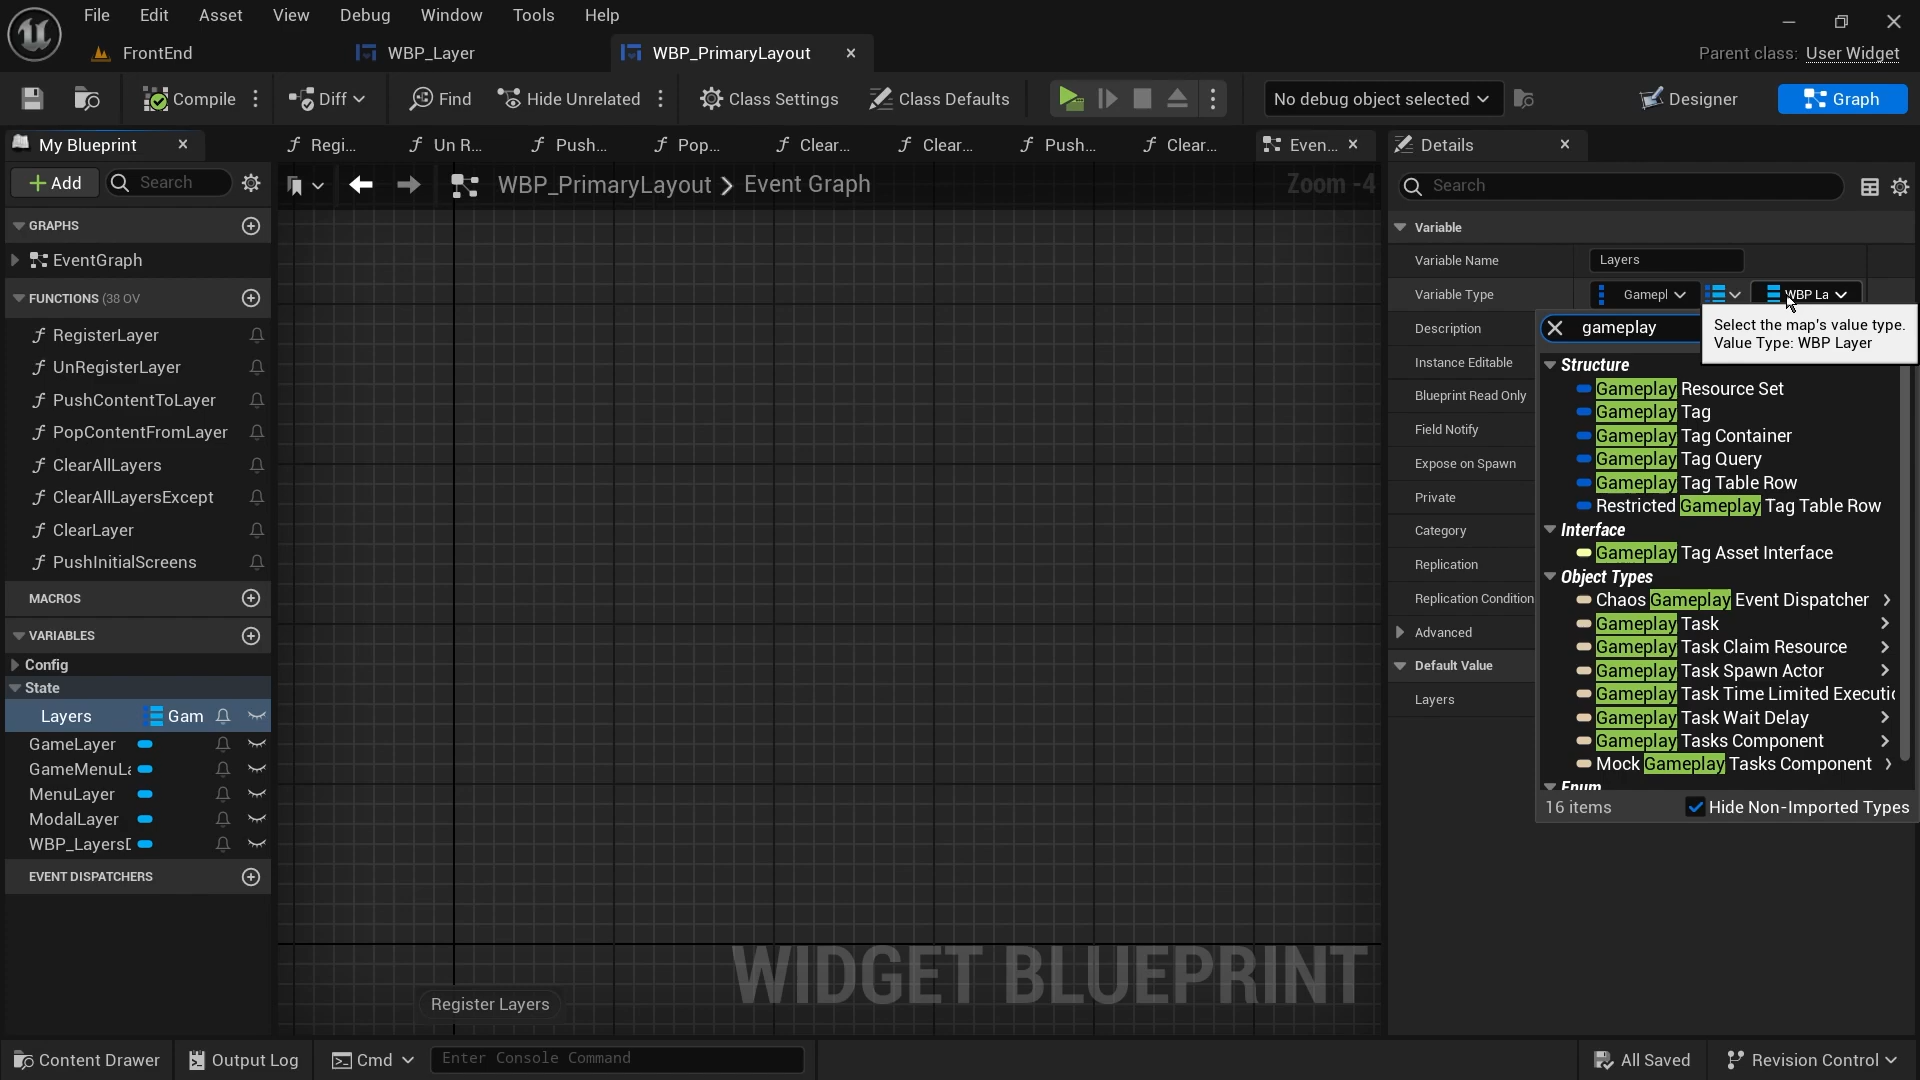 File Edit Asset View Debug Window Tools Help
FrontEnd WBP_Layer WBP_PrimaryLayout
Parent class: User Widget
Compile Diff Find Hide Unrelated Class Settings Class Defaults No debug object selected Designer Graph
My Blueprint
Regi... Un R... Push... Pop... Clear... Clear... Push... Clear... Even...
Details
Add Search
WBP_PrimaryLayout > Event Graph
Zoom -4
Search
GRAPHS
EventGraph
FUNCTIONS (38 OV
RegisterLayer
UnRegisterLayer
PushContentToLayer
PopContentFromLayer
ClearAllLayers
ClearAllLayersExcept
ClearLayer
PushInitialScreens
MACROS
VARIABLES
Config
State
Layers Gam
GameLayer
GameMenuLa
MenuLayer
ModalLayer
WBP_Layers
EVENT DISPATCHERS
Register Layers
WIDGET BLUEPRINT
Variable
Variable Name Layers
Variable Type Gamepl WBP La
Description
Instance Editable
Blueprint Read Only
Field Notify
Expose on Spawn
Private
Category
Replication
Replication Condition
Advanced
Default Value
Layers
gameplay
Select the map's value type.
Value Type: WBP Layer
Structure
Gameplay Resource Set
Gameplay Tag
Gameplay Tag Container
Gameplay Tag Query
Gameplay Tag Table Row
Restricted Gameplay Tag Table Row
Interface
Gameplay Tag Asset Interface
Object Types
Chaos Gameplay Event Dispatcher
Gameplay Task
Gameplay Task Claim Resource
Gameplay Task Spawn Actor
Gameplay Task Time Limited Executio
Gameplay Task Wait Delay
Gameplay Tasks Component
Mock Gameplay Tasks Component
Enum
16 items Hide Non-Imported Types
Content Drawer Output Log Cmd Enter Console Command All Saved Revision Control